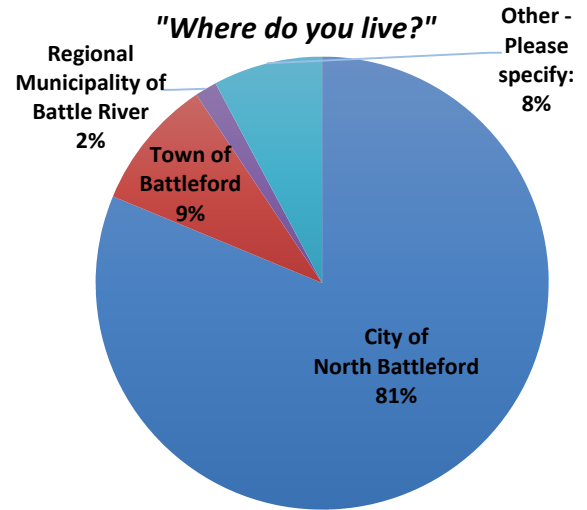 "Where do you live?"
Other -
Please
specify:
8%
Regional
Municipality of
Battle River
2%
Town of
Battleford
9%
City of
North Battleford
81%